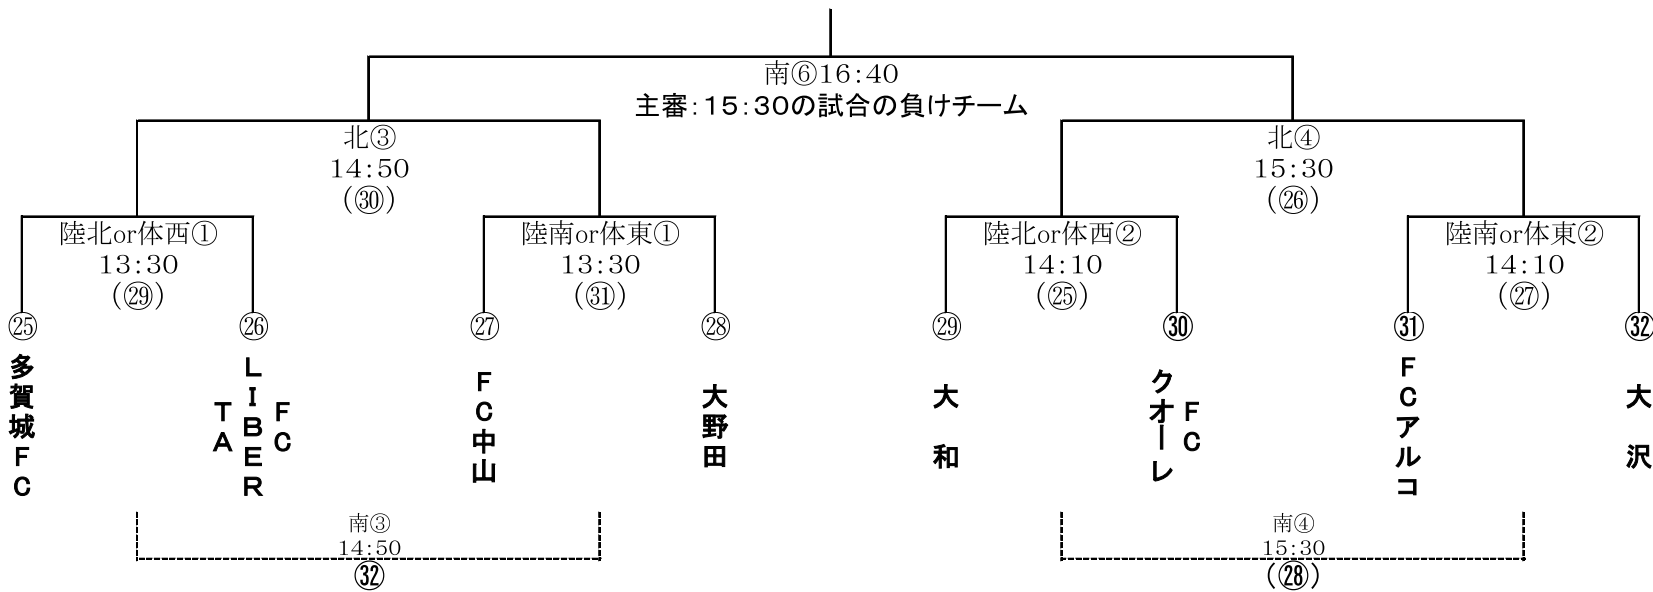 南⑥16:40
主審:15:30の試合の負けチーム
北③
14:50
(㉚)
北④
15:30
(㉖)
陸北or体西①
13:30
(㉙)
陸南or体東①
13:30
(㉛)
陸北or体西②
14:10
(㉕)
陸南or体東②
14:10
(㉗)
㉕
㉖
㉗
㉘
㉙
㉚
㉛
㉜
多賀城FC
FC
LIBER
TA
FC中山
大野田
大和
FC
クオーレ
FCアルコ
大沢
南③
14:50
㉜
南④
15:30
(㉘)